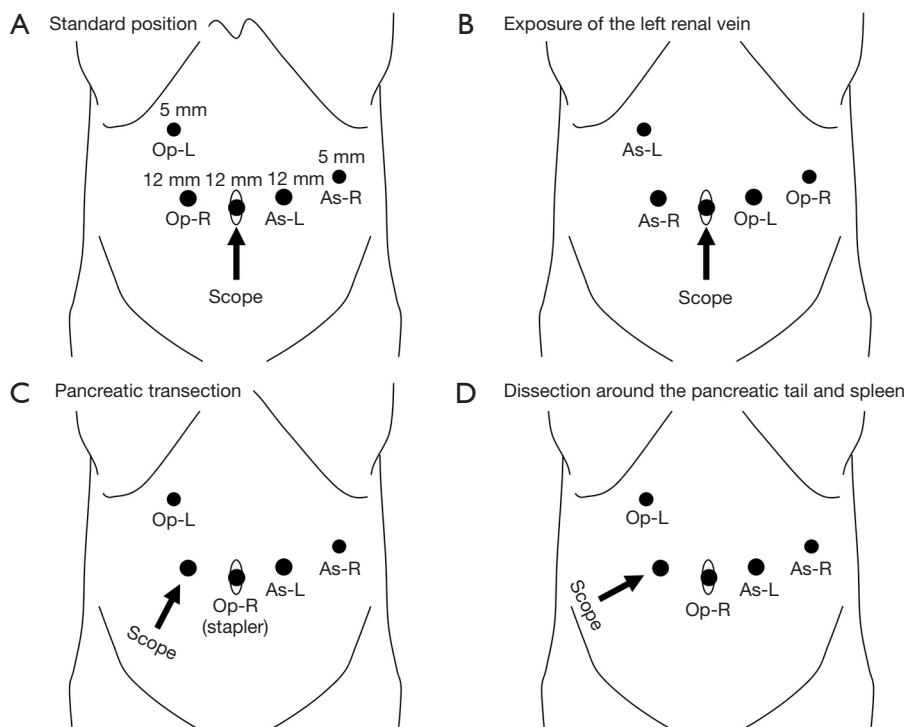 A Standard position
5 mm
Op-L
5 mm
12 mm 12 mm 12 mm
As-R
Op-R As-L
Scope
B Exposure of the left renal vein
As-L
Op-R
As-R Op-L
Scope
C Pancreatic transection
Op-L
As-R
As-L
Op-R
(stapler)
Scope
D Dissection around the pancreatic tail and spleen
Op-L
As-R
As-L
Op-R
Scope